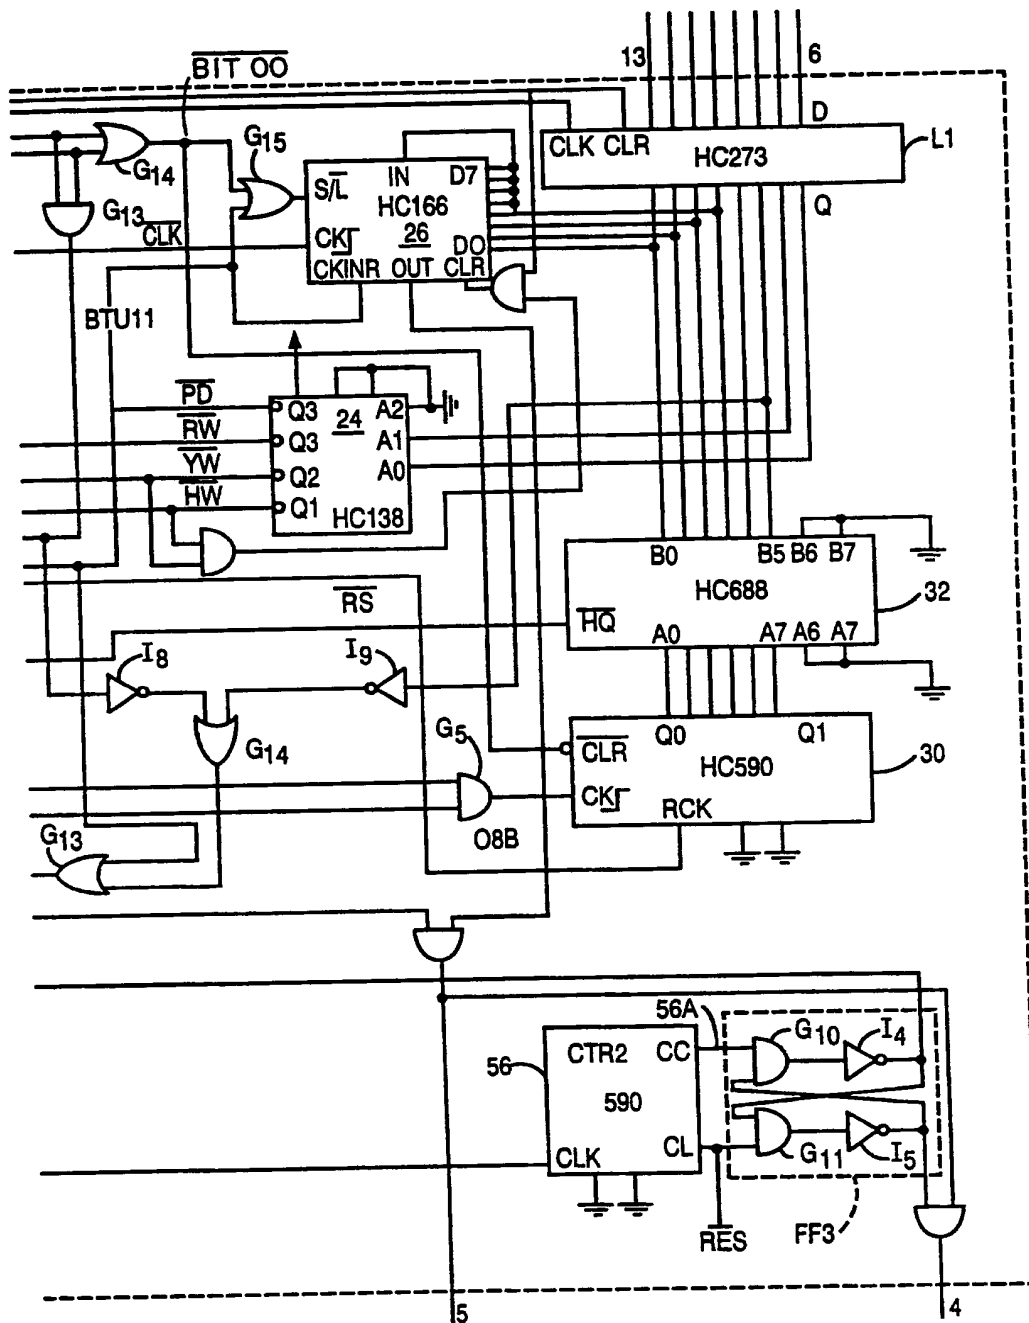 13
6
BIT OO
D
G14
G15
G13
CLK
S/L
IN
D7
HC166
CK
26
DO
CKINR
OUT
CLR
CLK CLR
HC273
L1
Q
BTU11
PD
RW
YW
HW
Q3
24
A2
Q3
A1
Q2
A0
Q1
HC138
RS
B0
B5
B6
B7
HC688
32
HQ
A0
A7
A6
A7
I8
I9
G14
G5
Q0
Q1
CLR
HC590
30
CK
RCK
O8B
G13
56
CTR2
CC
590
CLK
CL
56A
G10
I4
G11
I5
RES
FF3
5
4